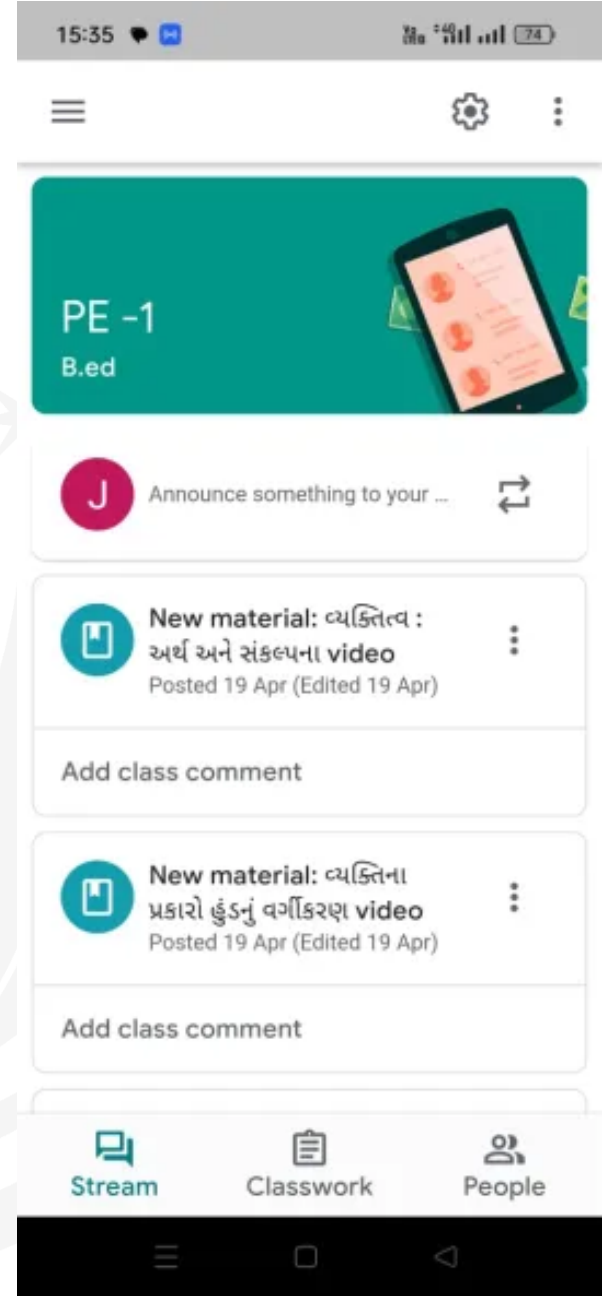 15:35
74
PE -1
B.ed
J
Announce something to your ...
New material: વ્યક્તિત્વ :
અર્થ અને સંકલ્પના video
Posted 19 Apr (Edited 19 Apr)
Add class comment
New material: વ્યક્તિના
પ્રકારો હુંડનું વર્ગીકરણ video
Posted 19 Apr (Edited 19 Apr)
Add class comment
Stream Classwork People